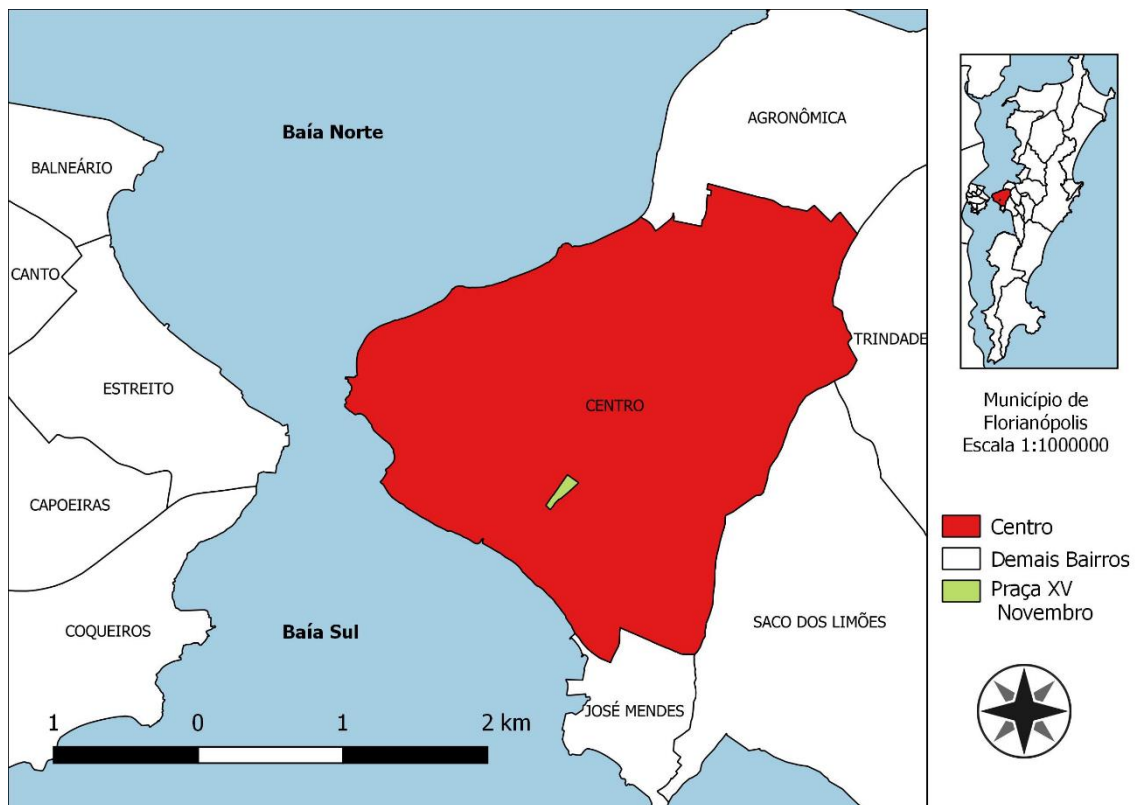 AGRONÔMICA
Baía Norte
BALNEÁRIO
CANTO
TRINDADE
ESTREITO
CENTRO
CAPOEIRAS
COQUEIROS
Baía Sul
SACO DOS LIMÕES
JOSÉ MENDES
1 0 1 2 km
Município de
Florianópolis
Escala 1:1000000
Centro
Demais Bairros
Praça XV
Novembro